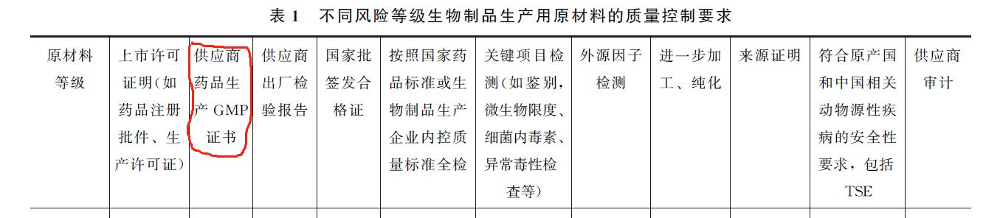 表 1 不同风险等级生物制品生产用原材料的质量控制要求
原材料
等级
上市许可
证明(如
药品注册
批件、生
产许可证)
供应商
药品生
产 GMP
证书
供应商
出厂检
验报告
国家批
签发合
格证
按照国家药
品标准或生
物制品生产
企业内控质
量标准全检
关键项目检
测(如鉴别,
微生物限度、
细菌内毒素、
异常毒性检
查等)
外源因子
检测
进一步加
工、纯化
来源证明
符合原产国
和中国相关
动物源性疾
病的安全性
要求，包括
TSE
供应商
审计